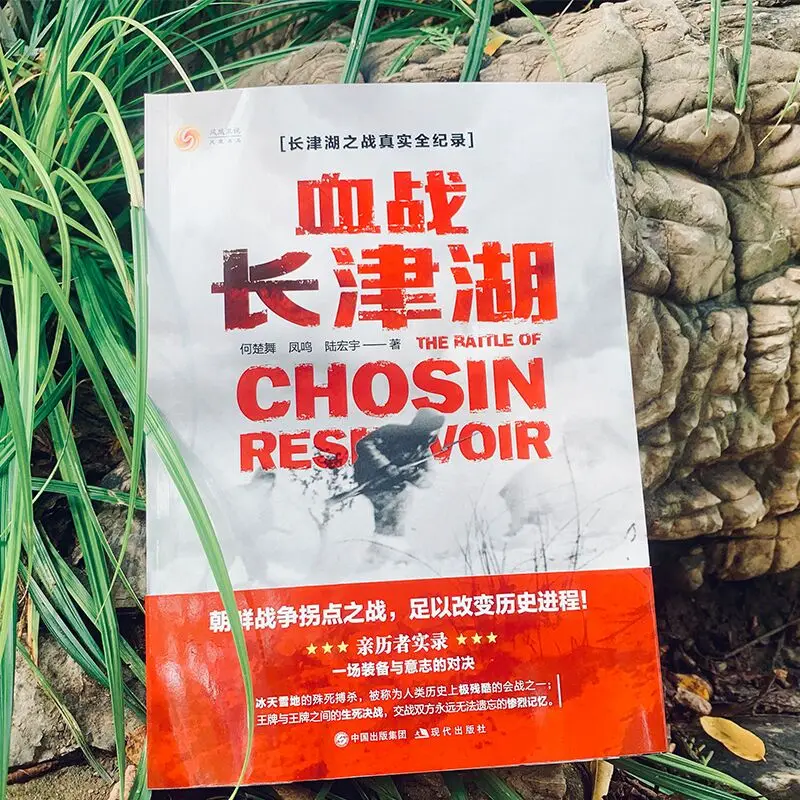 凤凰卫视
[长津湖之战真实全纪录]
血战
长津湖
何楚舞 凤鸣 陆宏宇——著
THE BATTLE OF
CHOSIN
RESERVOIR
朝鲜战争拐点之战，足以改变历史进程！
★★★ 亲历者实录 ★★★
一场装备与意志的对决
冰天雪地的殊死搏杀，被称为人类历史上极残酷的会战之一；
王牌与王牌之间的生死决战，交战双方永远无法遗忘的惨烈记忆。
中国出版集团 现代出版社